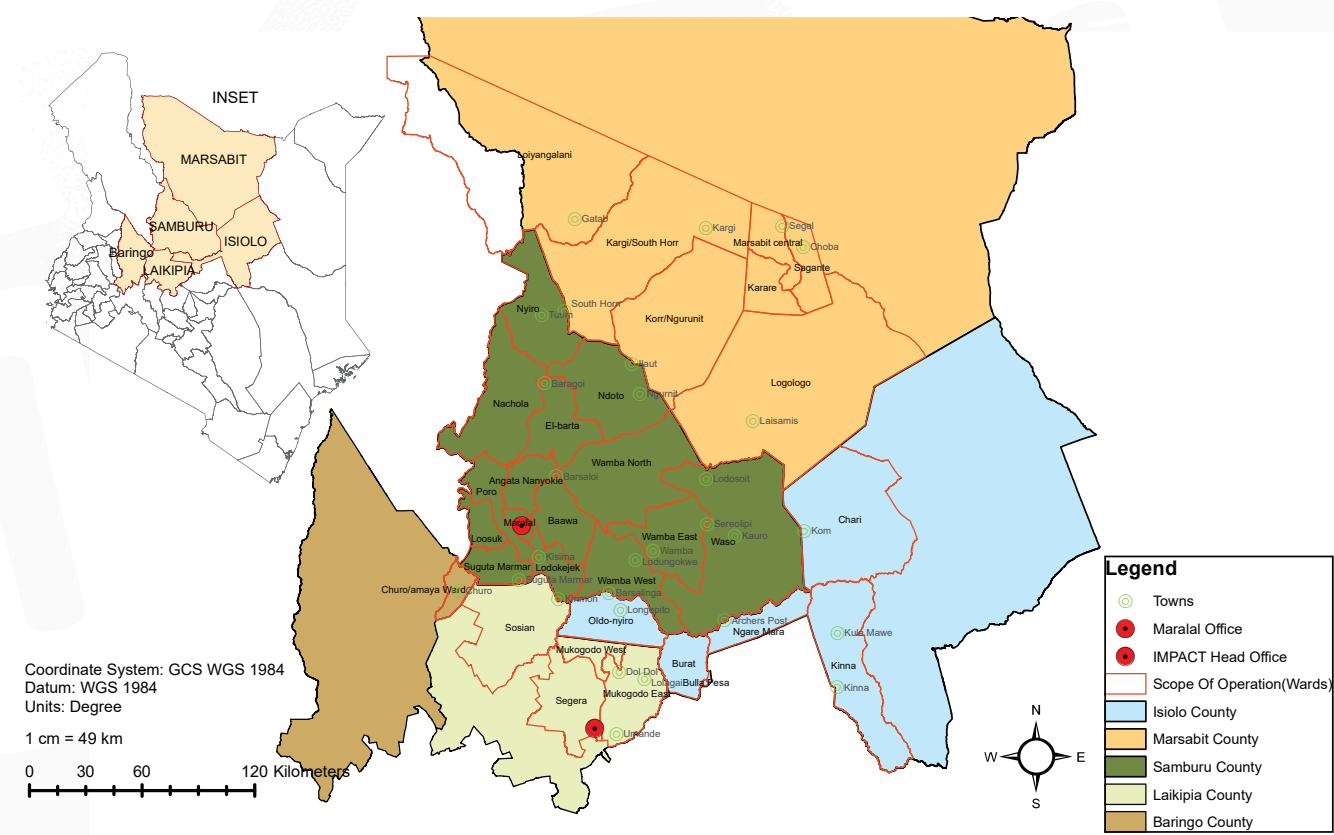 INSET
MARSABIT
SAMBURU
ISIOLO
Baringo
LAIKIPIA
Loiyangalani
Gatab
Kargi
Segel
Kargi/South Horr
Marsabit central
Choba
Sagante
Karare
South Horr
Nyiro
Tuum
Korr/Ngurunit
Ilaut
Baragoi
Logologo
Ndoto
Ngurnit
Nachola
Laisamis
El-barta
Wamba North
Barsaloi
Angata Nanyokie
Lodosoit
Poro
Maralal
Baawa
Chari
Sereolipi
Kom
Loosuk
Wamba East
Waso
Kauro
Wamba
Kisima
Lodungokwe
Suguta Marmar
Lodokejek
Suguta Marmar
Wamba West
Churo/amaya Ward
Churo
Barsalinga
Longopito
Oldo-nyiro
Archers Post
Sosian
Ngare Mara
Kula Mawe
Mukogodo West
Burat
Kinna
Dol Dol
Bulla Pesa
Kinna
Mukogodo East
Segera
Umande
Coordinate System: GCS WGS 1984
Datum: WGS 1984
Units: Degree
1 cm = 49 km
0 30 60 120 Kilometers
N
W E
S
Legend
Towns
Maralal Office
IMPACT Head Office
Scope Of Operation(Wards)
Isiolo County
Marsabit County
Samburu County
Laikipia County
Baringo County